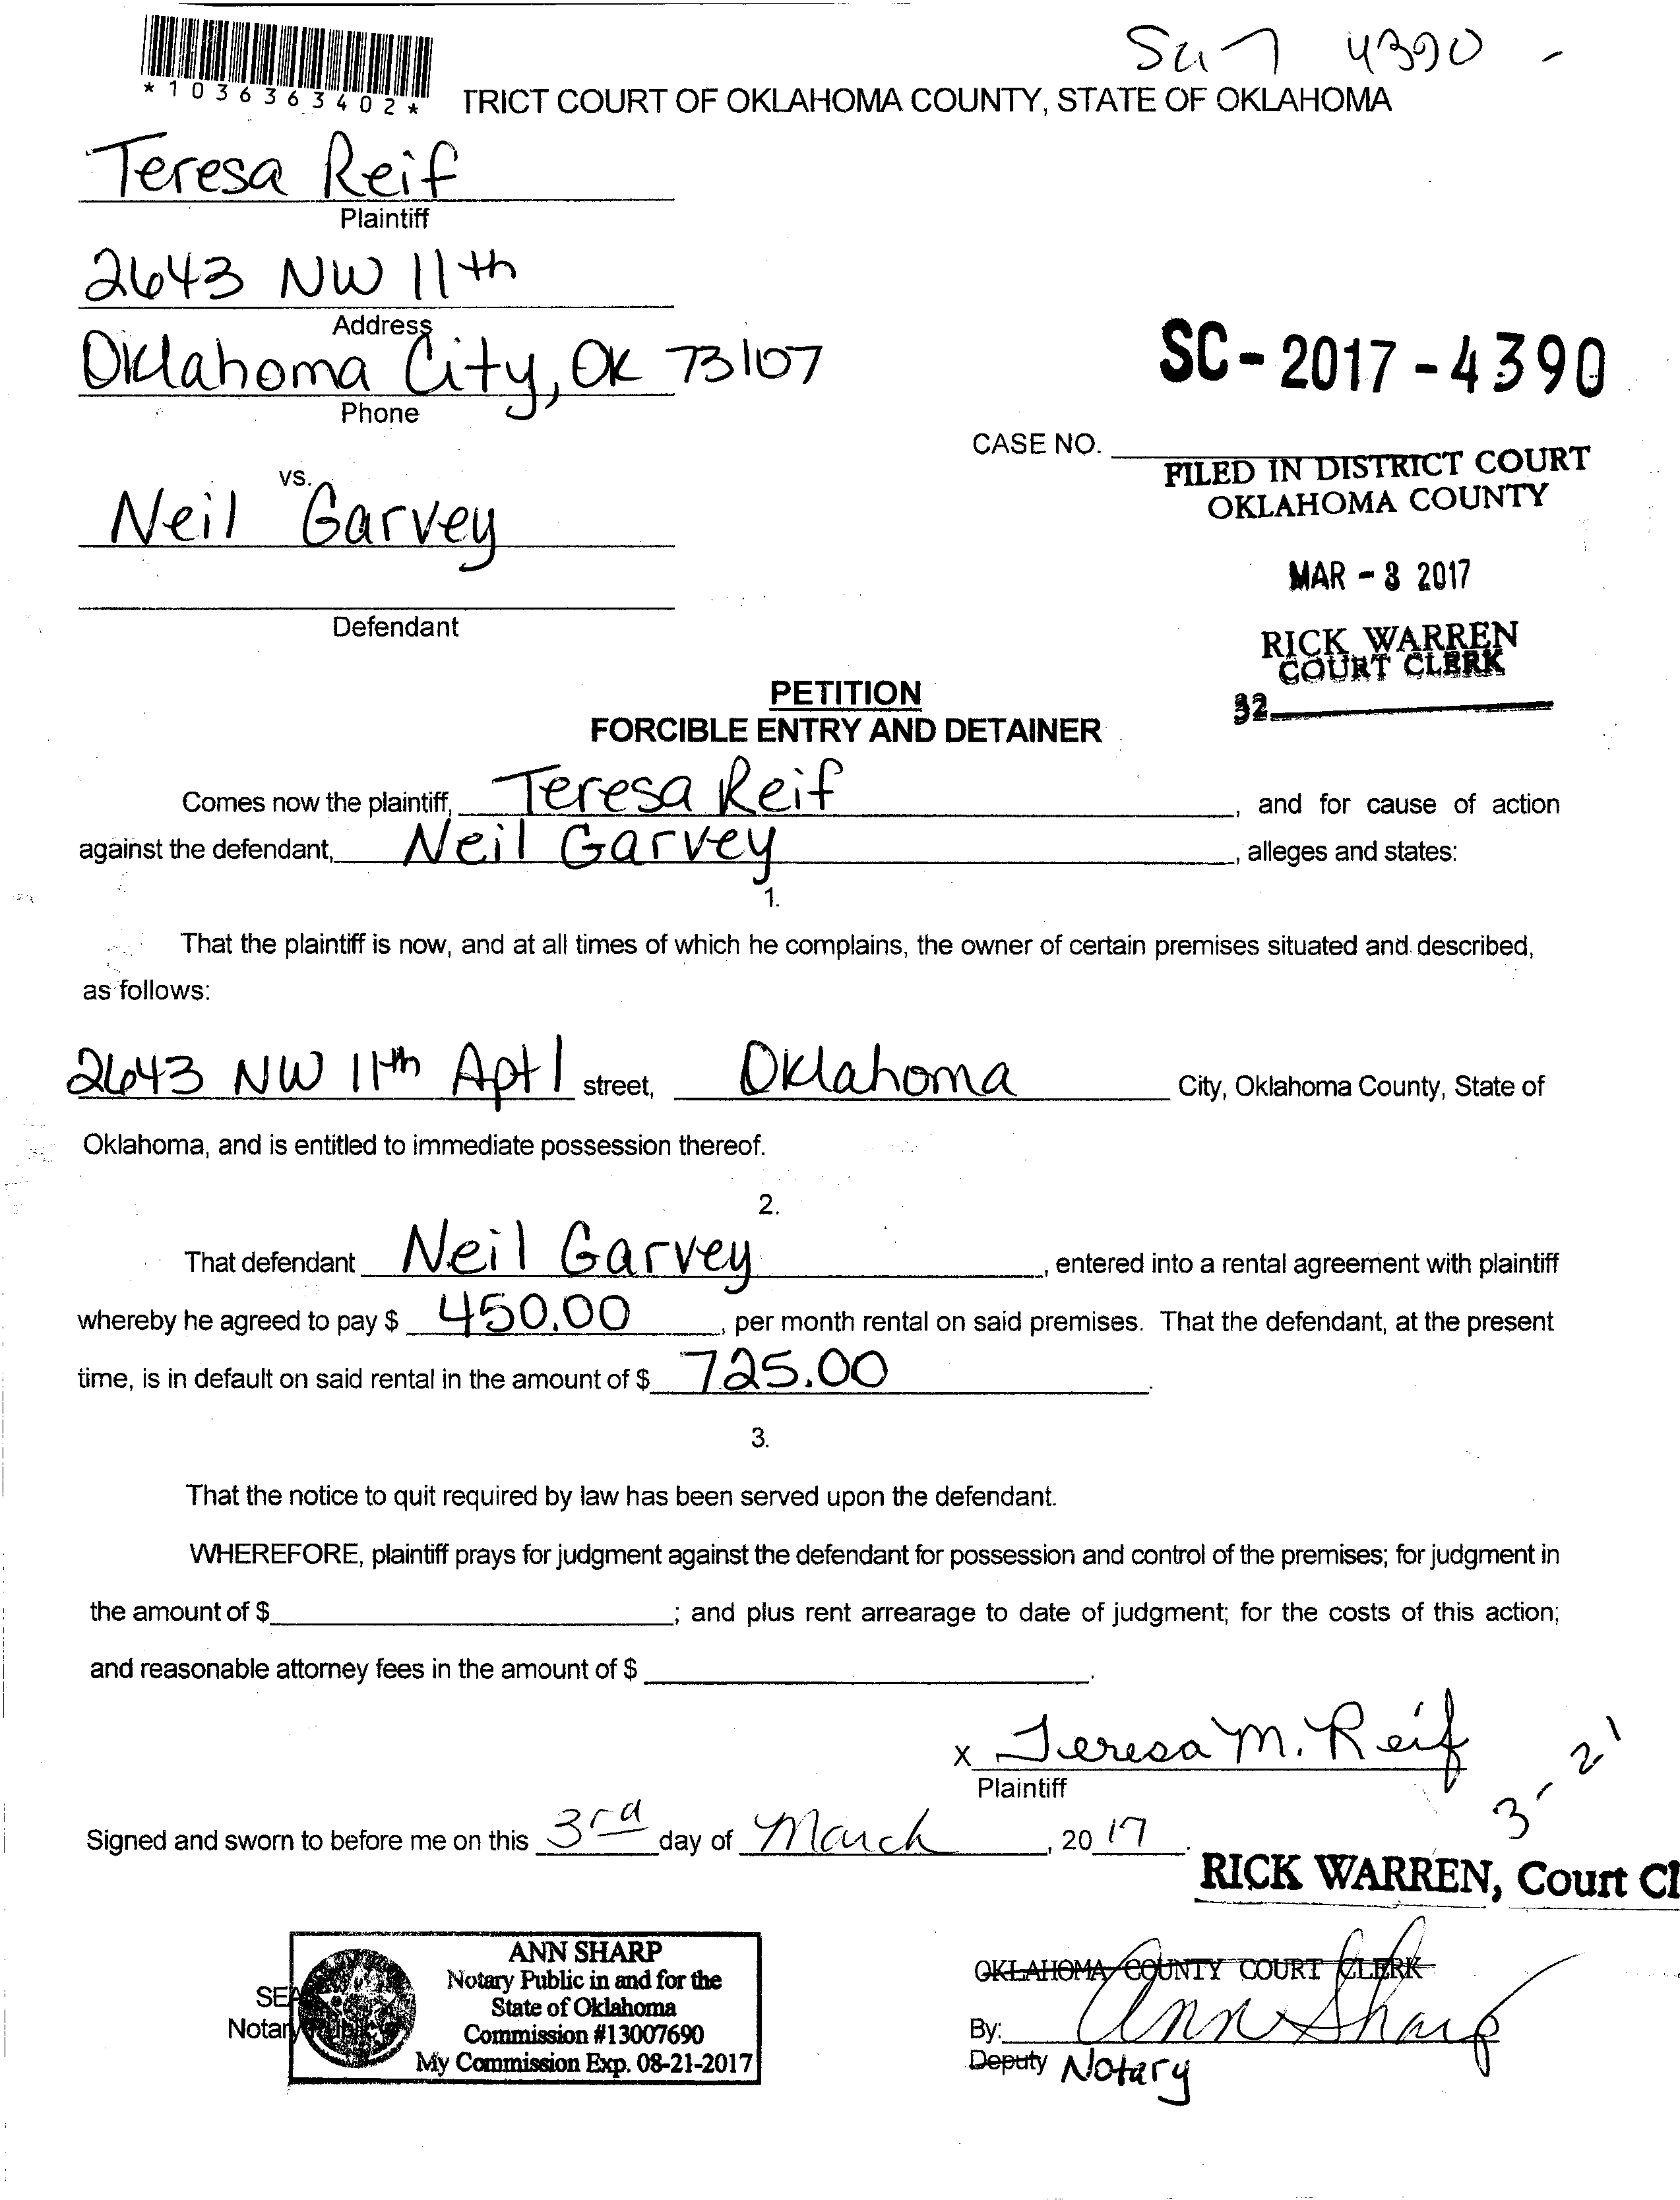 4390 -
*1036363402*
TRICT COURT OF OKLAHOMA COUNTY, STATE OF OKLAHOMA
Teresa Reif
Plaintiff
2643 NW 11th
Address
Oklahoma City, OK 73107
Phone
SC-2017-4390
CASE NO.
FILED IN DISTRICT COURT
OKLAHOMA COUNTY
vs.
Neil Garvey
MAR - 3 2017
Defendant
RICK WARREN
COURT CLERK
32
PETITION
FORCIBLE ENTRY AND DETAINER
Comes now the plaintiff, Teresa Reif, and for cause of action
against the defendant, Neil Garvey, alleges and states:
1.
That the plaintiff is now, and at all times of which he complains, the owner of certain premises situated and described,
as follows:
2643 NW 11th Apt 1 street, Oklahoma City, Oklahoma County, State of
Oklahoma, and is entitled to immediate possession thereof.
2.
That defendant Neil Garvey, entered into a rental agreement with plaintiff
whereby he agreed to pay $ 450.00, per month rental on said premises. That the defendant, at the present
time, is in default on said rental in the amount of $ 725.00.
3.
That the notice to quit required by law has been served upon the defendant.
WHEREFORE, plaintiff prays for judgment against the defendant for possession and control of the premises; for judgment in
the amount of $ ; and plus rent arrearage to date of judgment; for the costs of this action;
and reasonable attorney fees in the amount of $ .
x Teresa M. Reif
Plaintiff
3-21
Signed and sworn to before me on this 3rd day of March, 2017.
RICK WARREN, Court Cl
ANN SHARP
Notary Public in and for the
State of Oklahoma
Commission #13007690
My Commission Exp. 08-21-2017
SEA
Notary Public
OKLAHOMA COUNTY COURT CLERK
By: Ann Sharp
Deputy Notary